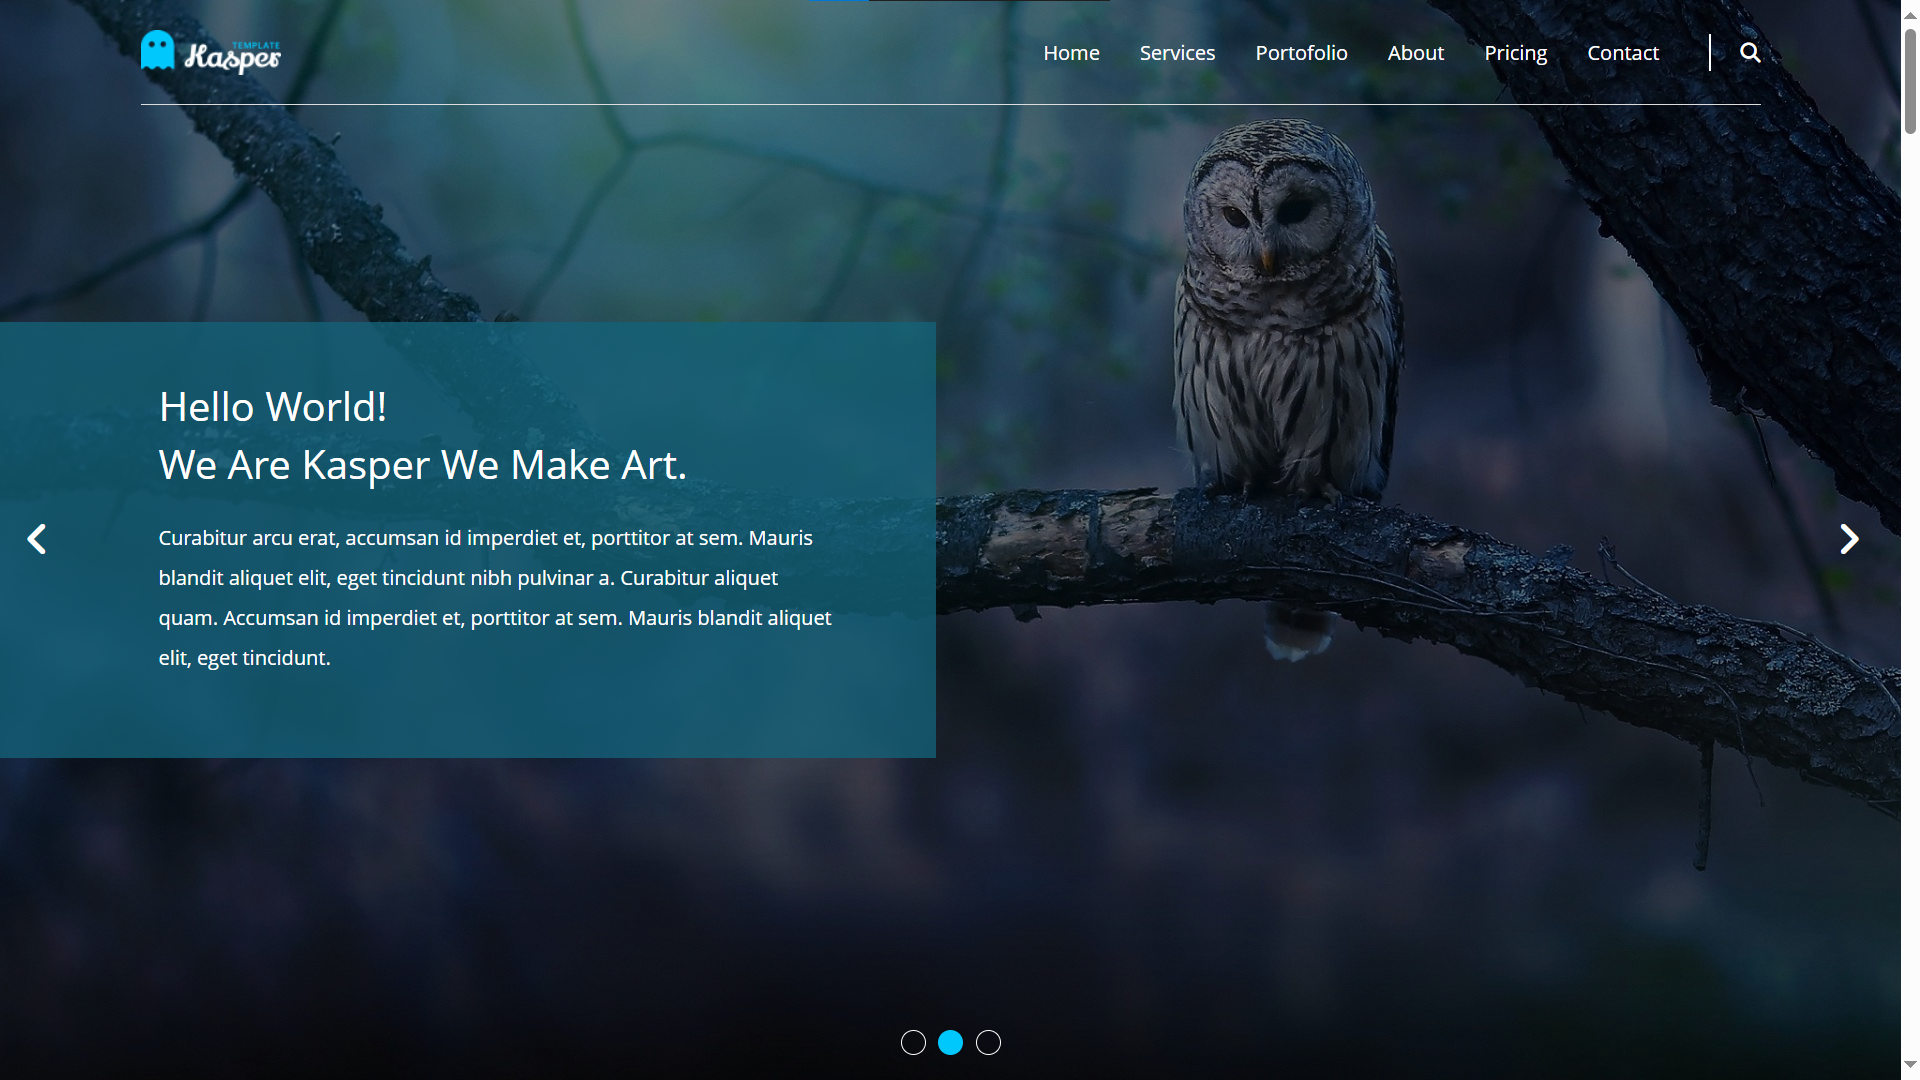 TEMPLATE
Kasper
Home Services Portofolio About Pricing Contact
Hello World!
We Are Kasper We Make Art.
Curabitur arcu erat, accumsan id imperdiet et, porttitor at sem. Mauris
blandit aliquet elit, eget tincidunt nibh pulvinar a. Curabitur aliquet
quam. Accumsan id imperdiet et, porttitor at sem. Mauris blandit aliquet
elit, eget tincidunt.